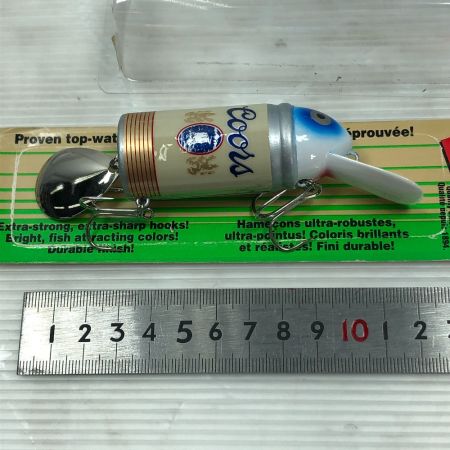 Proven top-wat
éprouvée!
Coors
Extra-strong, extra-sharp hooks!
Bright, fish attracting colors!
Durable finish!
Hameçons ultra-robustes,
ultra-pointus! Coloris brillants
et réalistes! Fini durable!
1 2 3 4 5 6 7 8 9 10 1 2